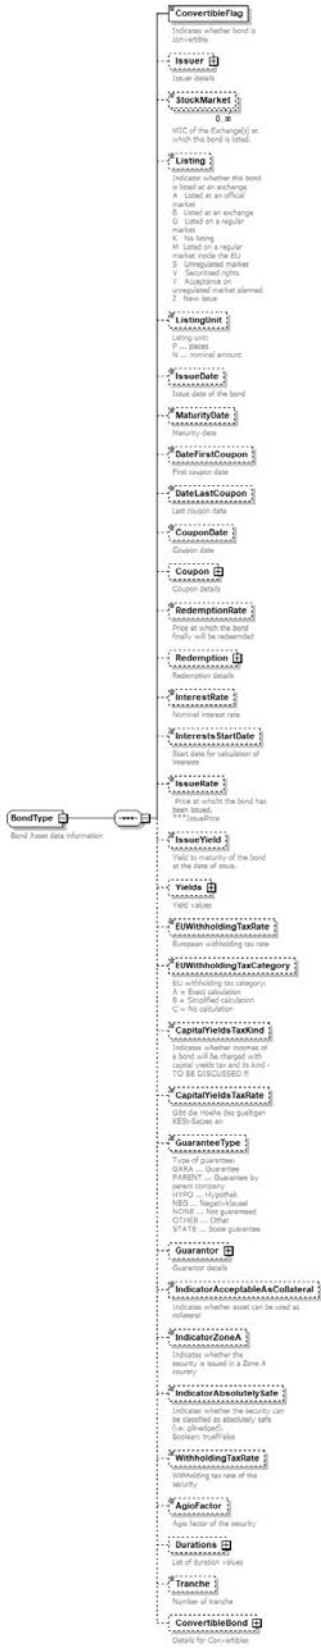 ConvertibleFlag
Indicates whether bond is
convertible.
Issuer
Issuer details
StockMarket
0..∞
MIC of the Exchange(s) at
which this bond is listed.
Listing
Indicator whether this bond
is listed at an exchange
A Listed at an official
market
B Listed at an exchange
G Listed on a regular
market
K No listing
M Listed on a regular
market inside the EU
S Unregulated market
V Securitised rights
Y Acceptance on
unregulated market planned
Z New issue
ListingUnit
Listing unit:
P ... pieces
N ... nominal amount
IssueDate
Issue date of the bond
MaturityDate
Maturity date
DateFirstCoupon
First coupon date
DateLastCoupon
Last coupon date
CouponDate
Coupon date
Coupon
Coupon details
RedemptionRate
Price at which the bond
finally will be redeemded
Redemption
Redemption details
InterestRate
Nominal interest rate
InterestsStartDate
Start date for calculation of
interests
IssueRate
Price at whicht the bond has
been issued.
***IssuePrice
BondType
Bond Asset data information
IssueYield
Yield to maturity of the bond
at the date of issue.
Yields
Yield values
EUWithholdingTaxRate
European withholding tax rate
EUWithholdingTaxCategory
EU withholding tax category:
A = Exact calculation
B = Simplified calculation
C = No calculation
CapitalYieldsTaxKind
Indicates whether incomes of
a bond will be charged with
capital yields tax and its kind -
TO BE DISCUSSED !!!
CapitalYieldsTaxRate
Gibt die Hoehe des gueltigen
KESt-Satzes an
GuaranteeType
Type of guarantee:
GARA ... Guarantee
PARENT ... Guarantee by
parent company
HYPO ... Hypothek
NEG ... Negativklausel
NONE ... Not guaranteed
OTHER ... Other
STATE ... State guarantee
Guarantor
Guarantor details
IndicatorAcceptableAsCollateral
Indicates whether asset can be used as
collateral
IndicatorZoneA
Indicates whether the
security is issued in a Zone A
country
IndicatorAbsolutelySafe
Indicates whether the security can
be classified as absolutely safe
(i.e. gilt-edged).
Boolean: true/false
WithholdingTaxRate
Withholding tax rate of the
security
AgioFactor
Agio factor of the security
Durations
List of duration values
Tranche
Number of tranche
ConvertibleBond
Details for Convertibles